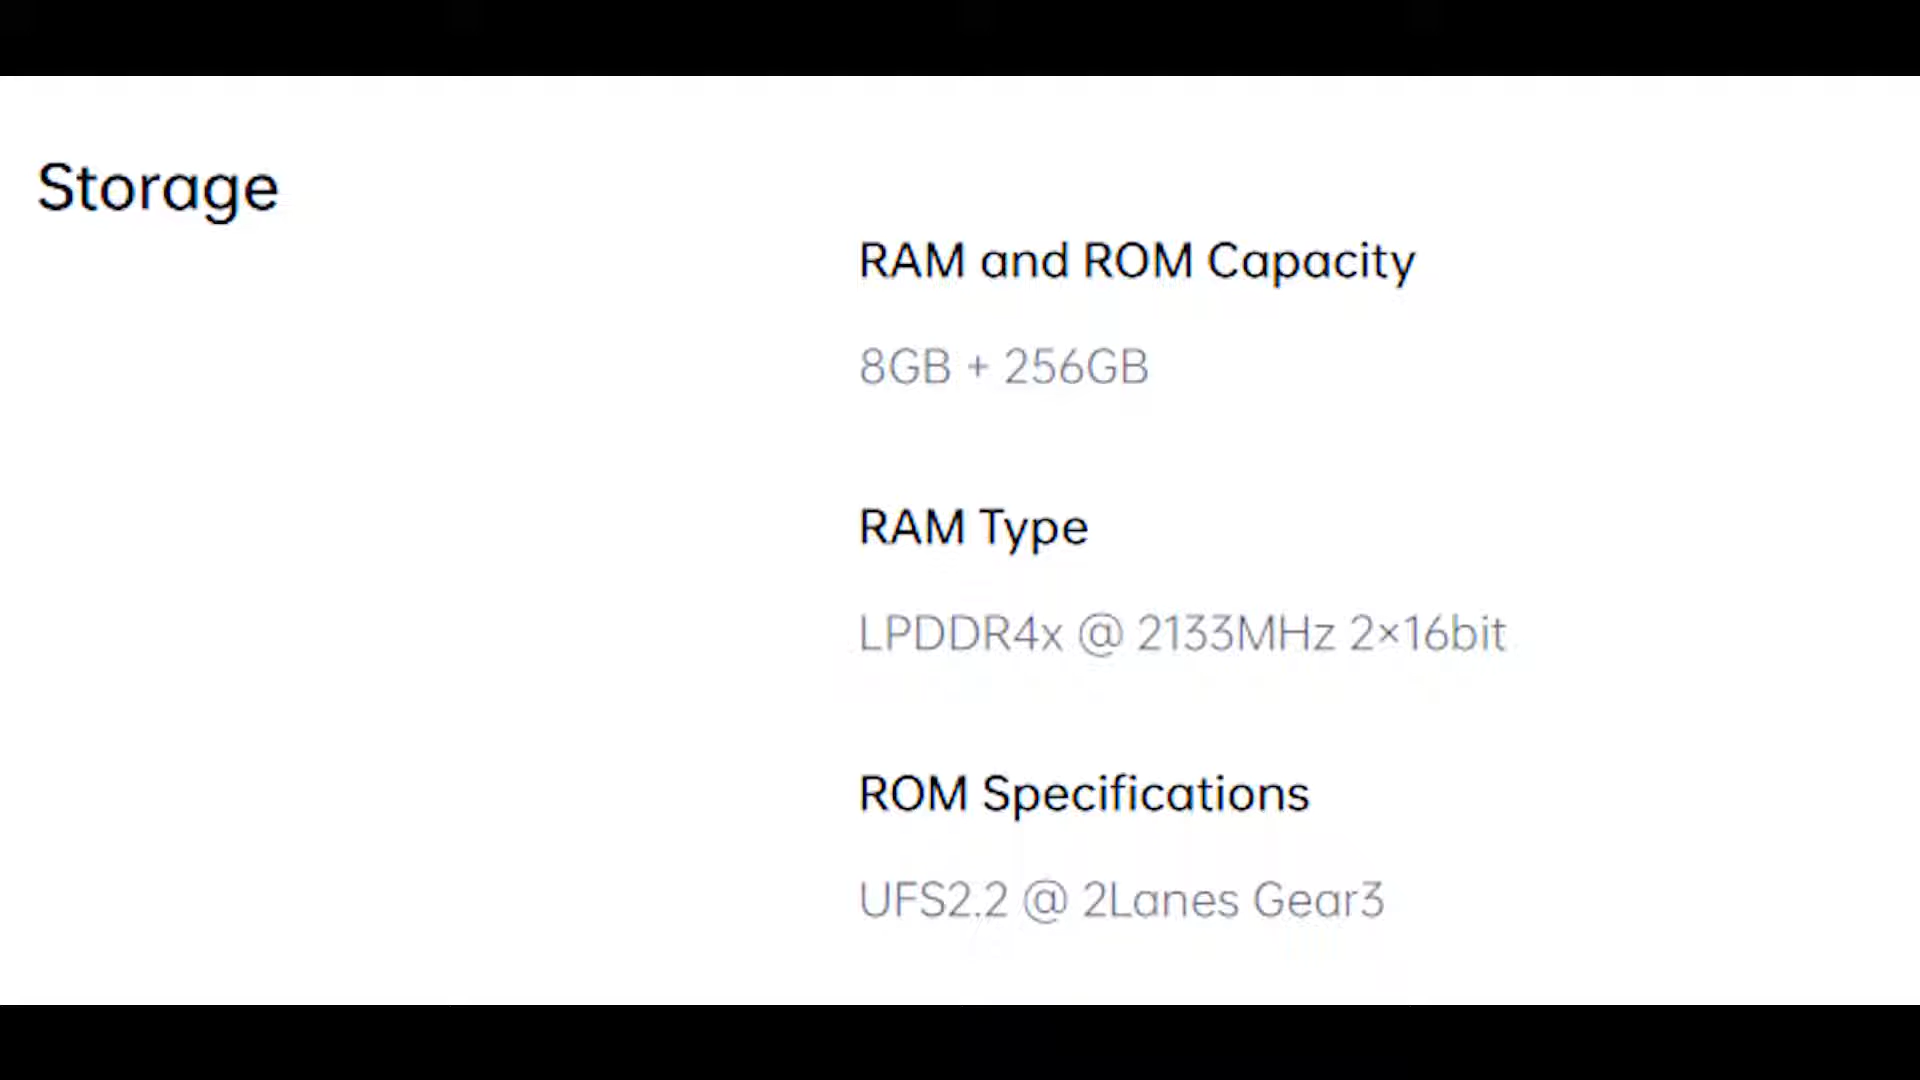 Storage
RAM and ROM Capacity
8GB + 256GB
RAM Type
LPDDR4x @ 2133MHz 2×16bit
ROM Specifications
UFS2.2 @ 2Lanes Gear3